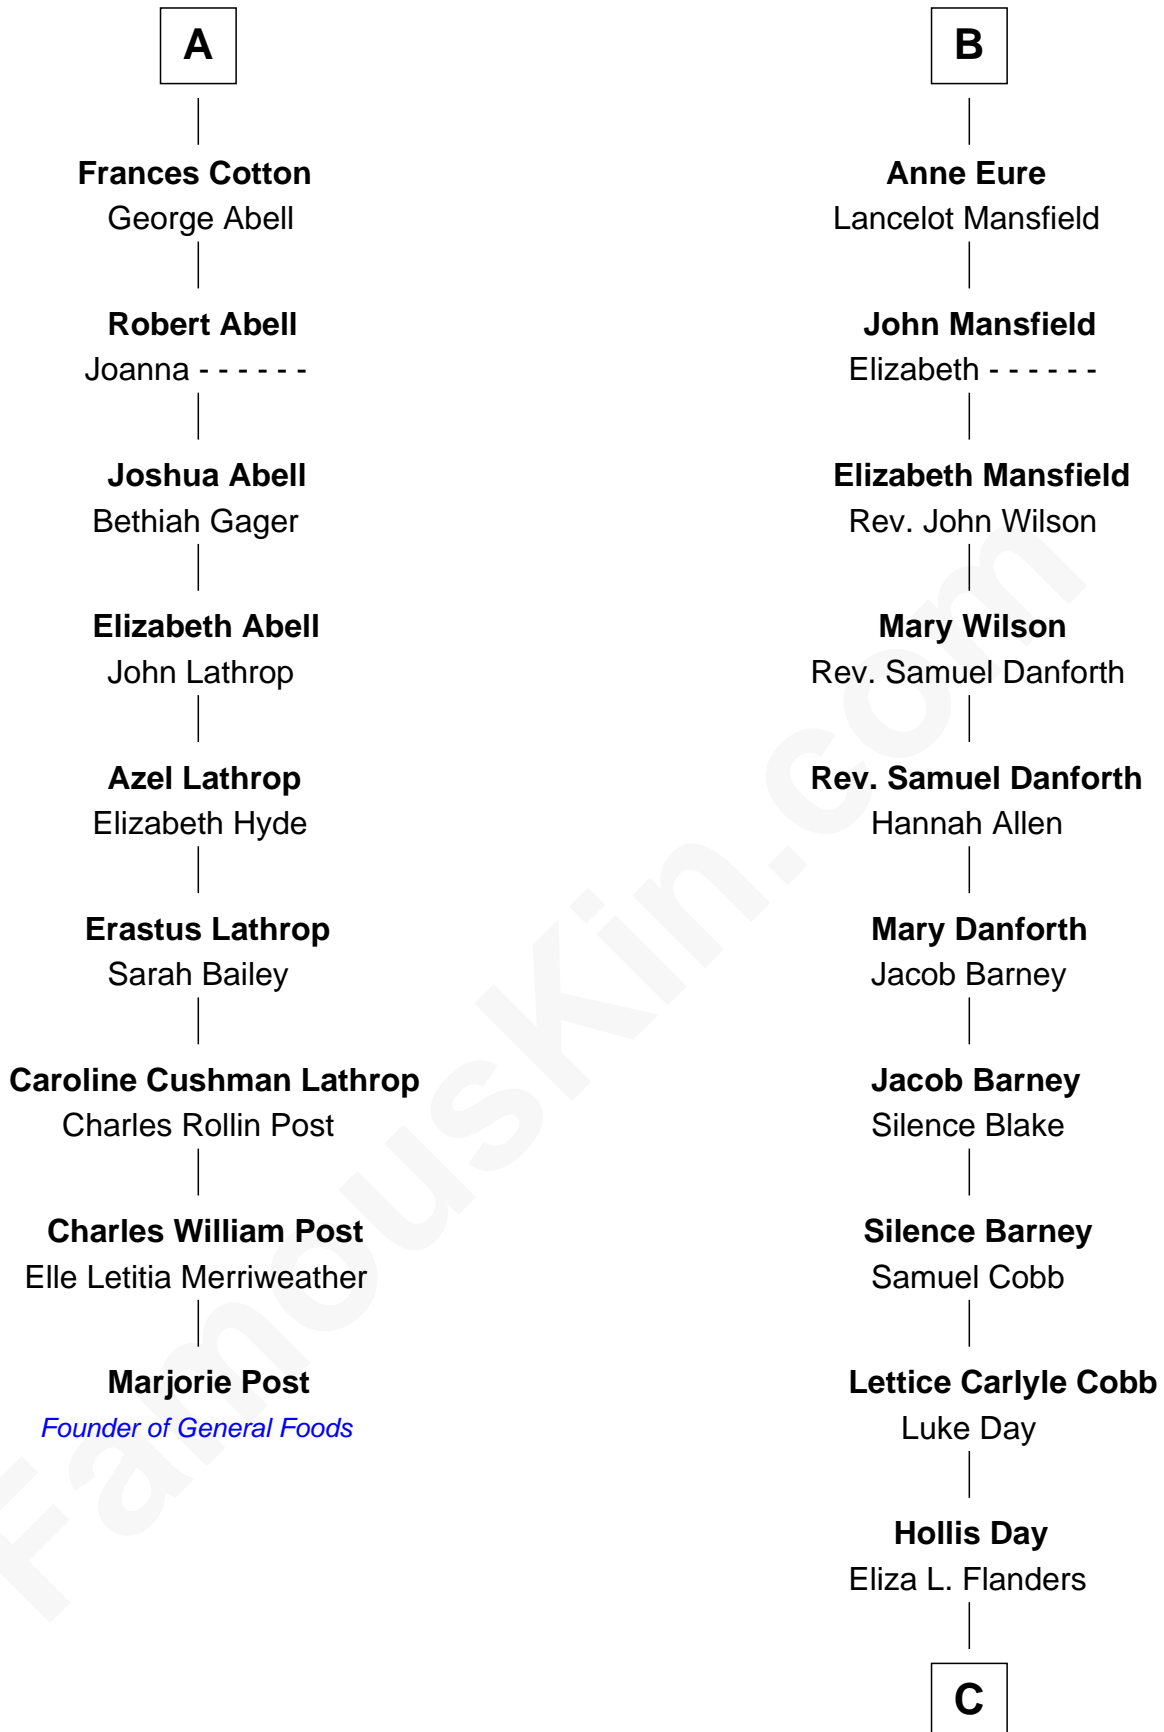 A
Frances Cotton
George Abell
Robert Abell
Joanna - - - - - -
Joshua Abell
Bethiah Gager
Elizabeth Abell
John Lathrop
Azel Lathrop
Elizabeth Hyde
Erastus Lathrop
Sarah Bailey
Caroline Cushman Lathrop
Charles Rollin Post
Charles William Post
Elle Letitia Merriweather
Marjorie Post
Founder of General Foods
B
Anne Eure
Lancelot Mansfield
John Mansfield
Elizabeth - - - - - -
Elizabeth Mansfield
Rev. John Wilson
Mary Wilson
Rev. Samuel Danforth
Rev. Samuel Danforth
Hannah Allen
Mary Danforth
Jacob Barney
Jacob Barney
Silence Blake
Silence Barney
Samuel Cobb
Lettice Carlyle Cobb
Luke Day
Hollis Day
Eliza L. Flanders
C
FamousKin.com